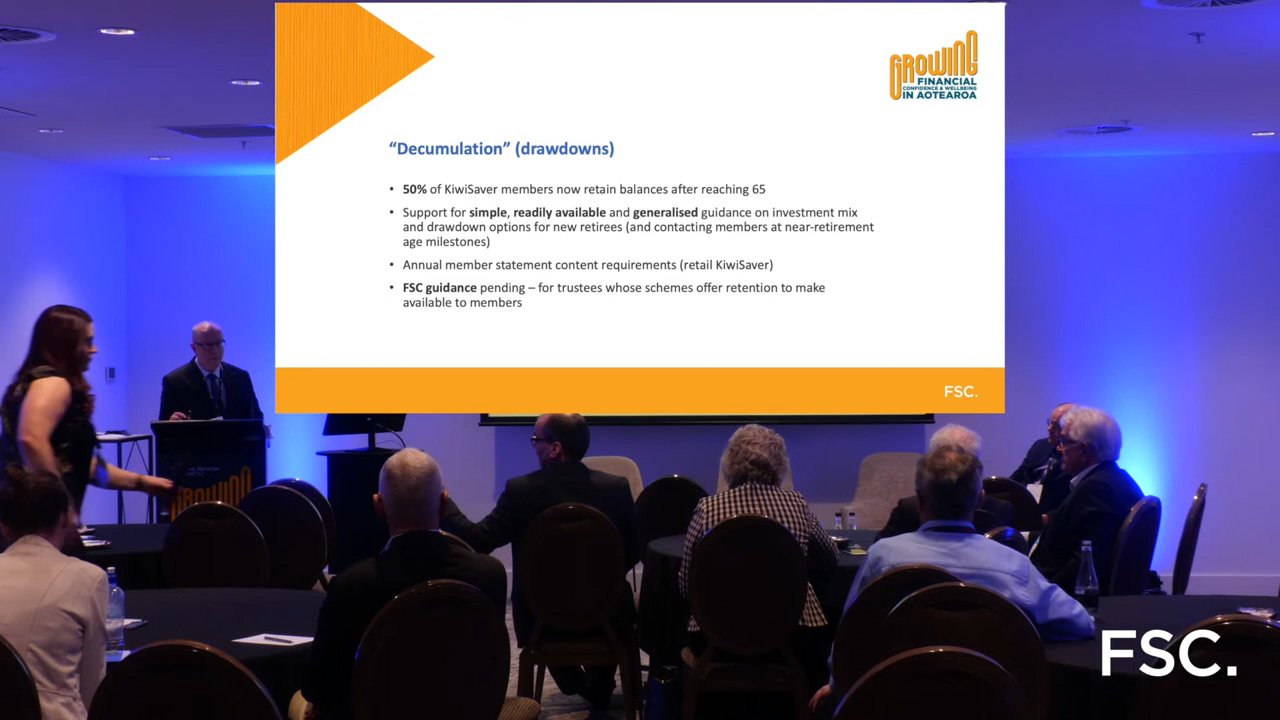 GROWING
FINANCIAL
CONFIDENCE & WELLBEING
IN AOTEAROA
“Decumulation” (drawdowns)
• 50% of KiwiSaver members now retain balances after reaching 65
• Support for simple, readily available and generalised guidance on investment mix
and drawdown options for new retirees (and contacting members at near-retirement
age milestones)
• Annual member statement content requirements (retail KiwiSaver)
• FSC guidance pending – for trustees whose schemes offer retention to make
available to members
FSC.
GROWING
FSC.